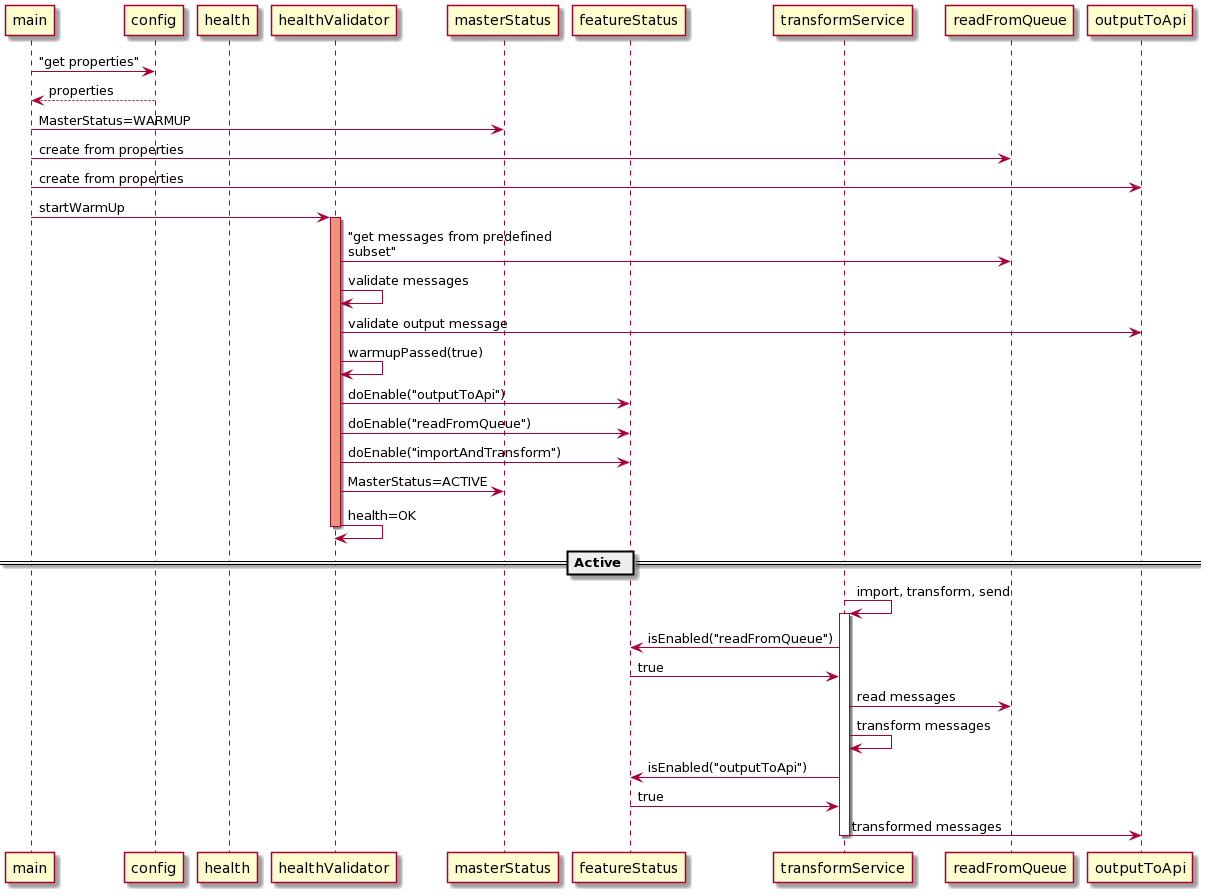 main config health healthValidator masterStatus featureStatus transformService readFromQueue outputToApi
"get properties"
properties
MasterStatus=WARMUP
create from properties
create from properties
startWarmUp
"get messages from predefined
subset"
validate messages
validate output message
warmupPassed(true)
doEnable("outputToApi")
doEnable("readFromQueue")
doEnable("importAndTransform")
MasterStatus=ACTIVE
health=OK
Active
import, transform, send
isEnabled("readFromQueue")
true
read messages
transform messages
isEnabled("outputToApi")
true
transformed messages
main config health healthValidator masterStatus featureStatus transformService readFromQueue outputToApi